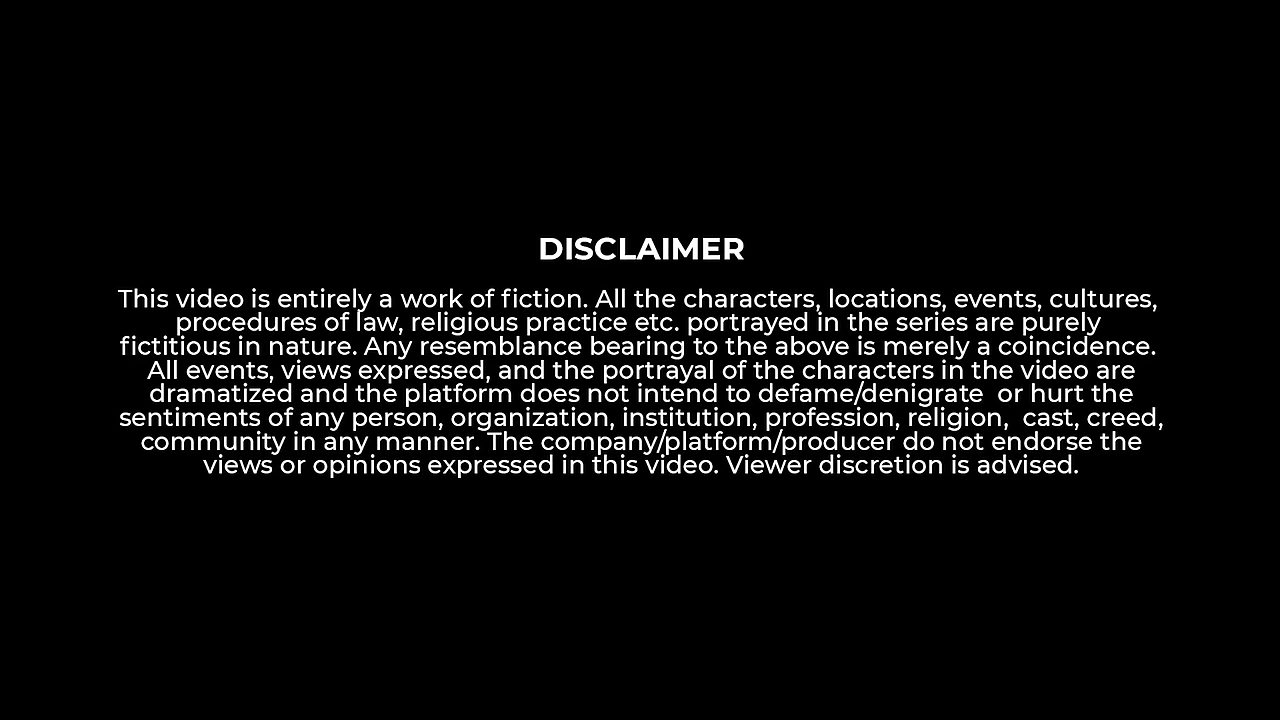 DISCLAIMER
This video is entirely a work of fiction. All the characters, locations, events, cultures,
procedures of law, religious practice etc. portrayed in the series are purely
fictitious in nature. Any resemblance bearing to the above is merely a coincidence.
All events, views expressed, and the portrayal of the characters in the video are
dramatized and the platform does not intend to defame/denigrate  or hurt the
sentiments of any person, organization, institution, profession, religion,  cast, creed,
community in any manner. The company/platform/producer do not endorse the
views or opinions expressed in this video. Viewer discretion is advised.